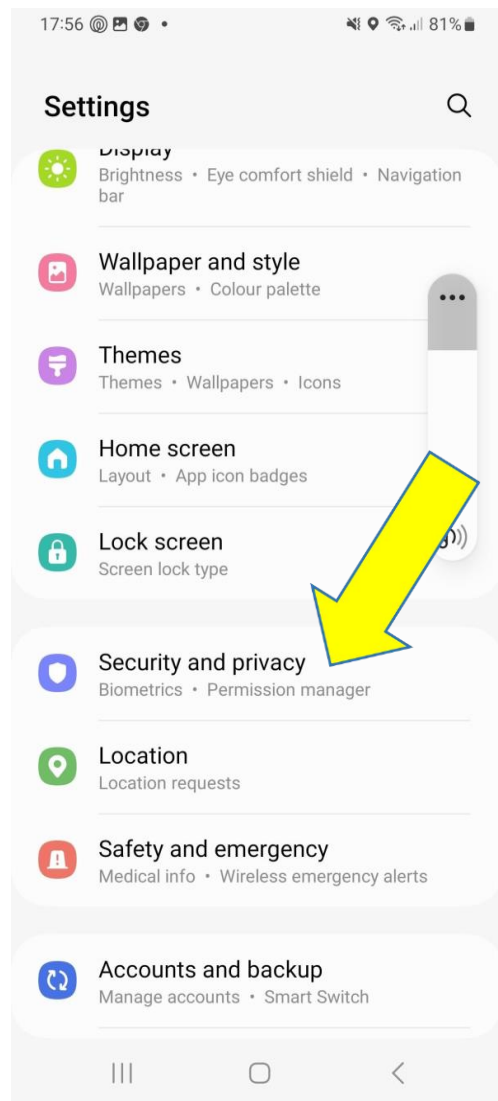 17:56 81%
Settings
Display
Brightness • Eye comfort shield • Navigation
bar
Wallpaper and style
Wallpapers • Colour palette
Themes
Themes • Wallpapers • Icons
Home screen
Layout • App icon badges
Lock screen
Screen lock type
Security and privacy
Biometrics • Permission manager
Location
Location requests
Safety and emergency
Medical info • Wireless emergency alerts
Accounts and backup
Manage accounts • Smart Switch